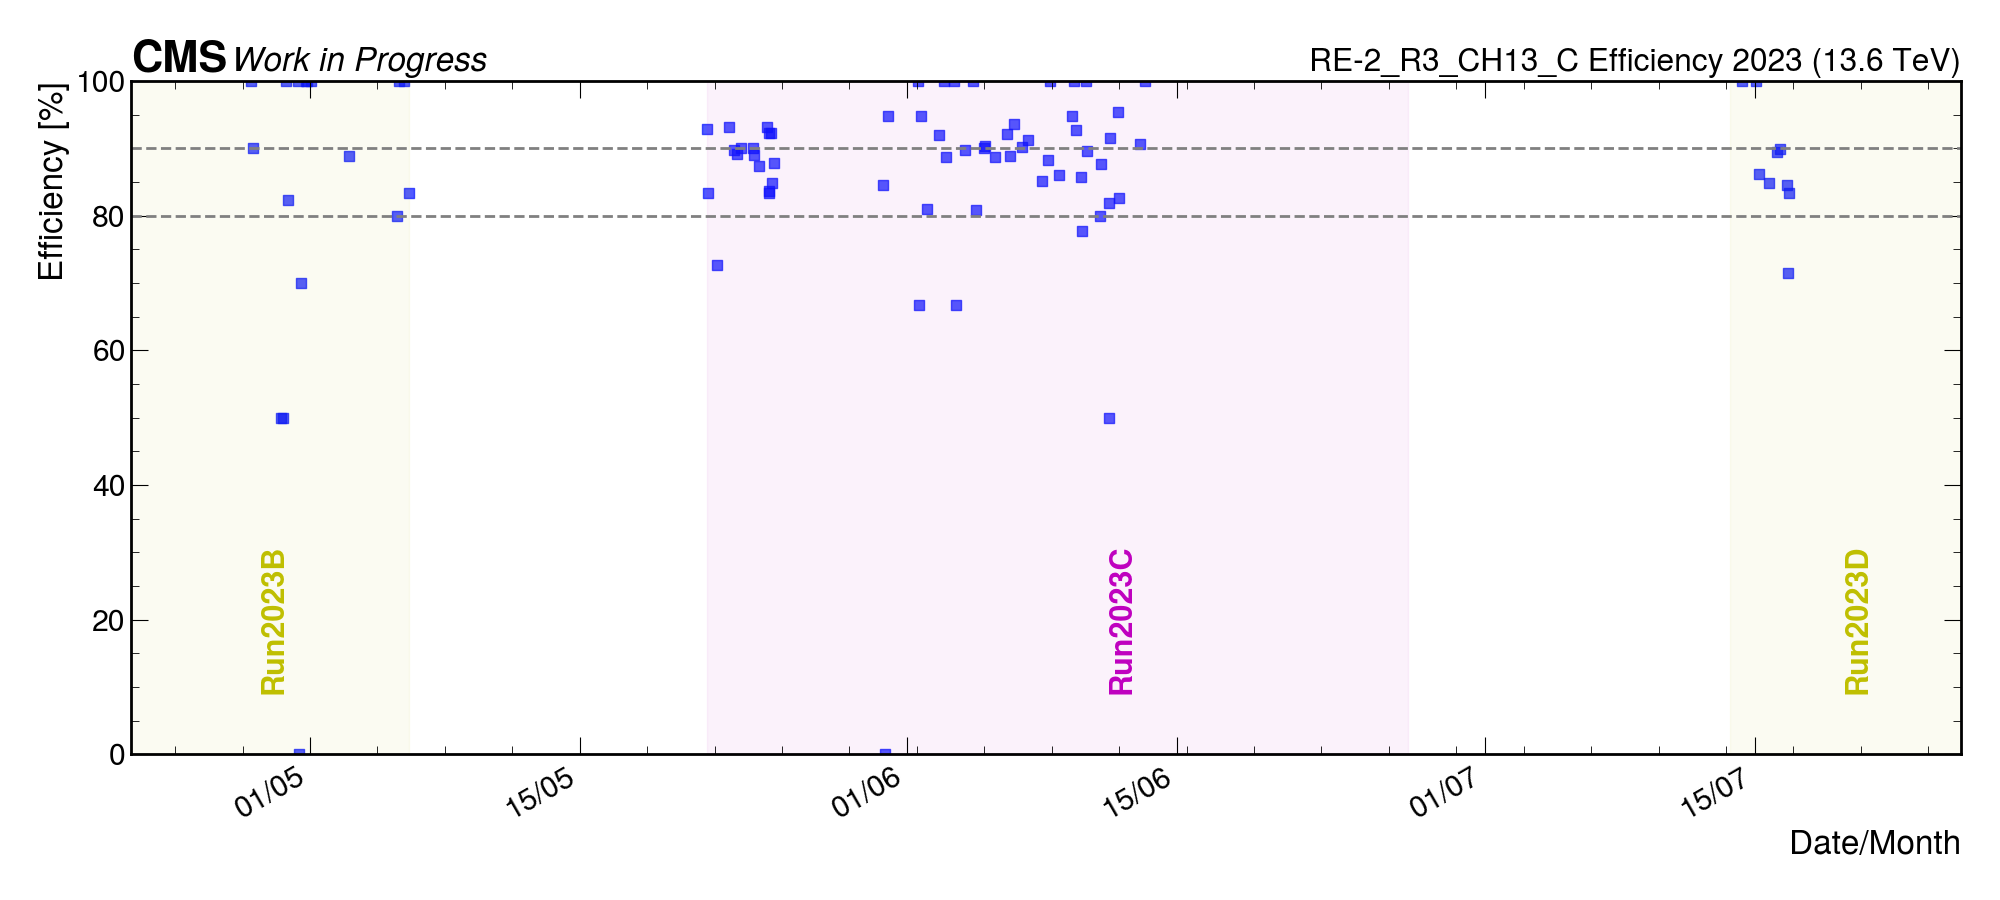 CMS Work in Progress
RE-2_R3_CH13_C Efficiency 2023 (13.6 TeV)
Efficiency [%]
100
80
60
40
20
0
Run2023B
Run2023C
Run2023D
01/05
15/05
01/06
15/06
01/07
15/07
Date/Month